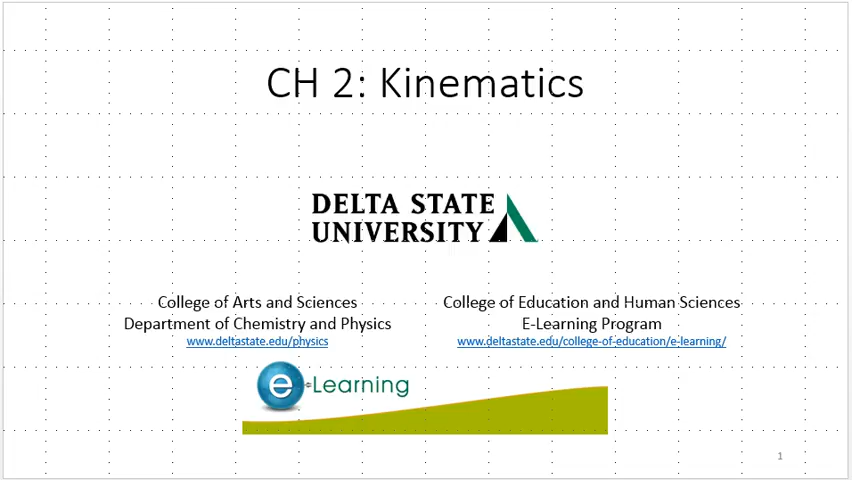 CH 2: Kinematics
DELTA STATE
UNIVERSITY
College of Arts and Sciences
Department of Chemistry and Physics
www.deltastate.edu/physics
College of Education and Human Sciences
E-Learning Program
www.deltastate.edu/college-of-education/e-learning/
e-Learning
1